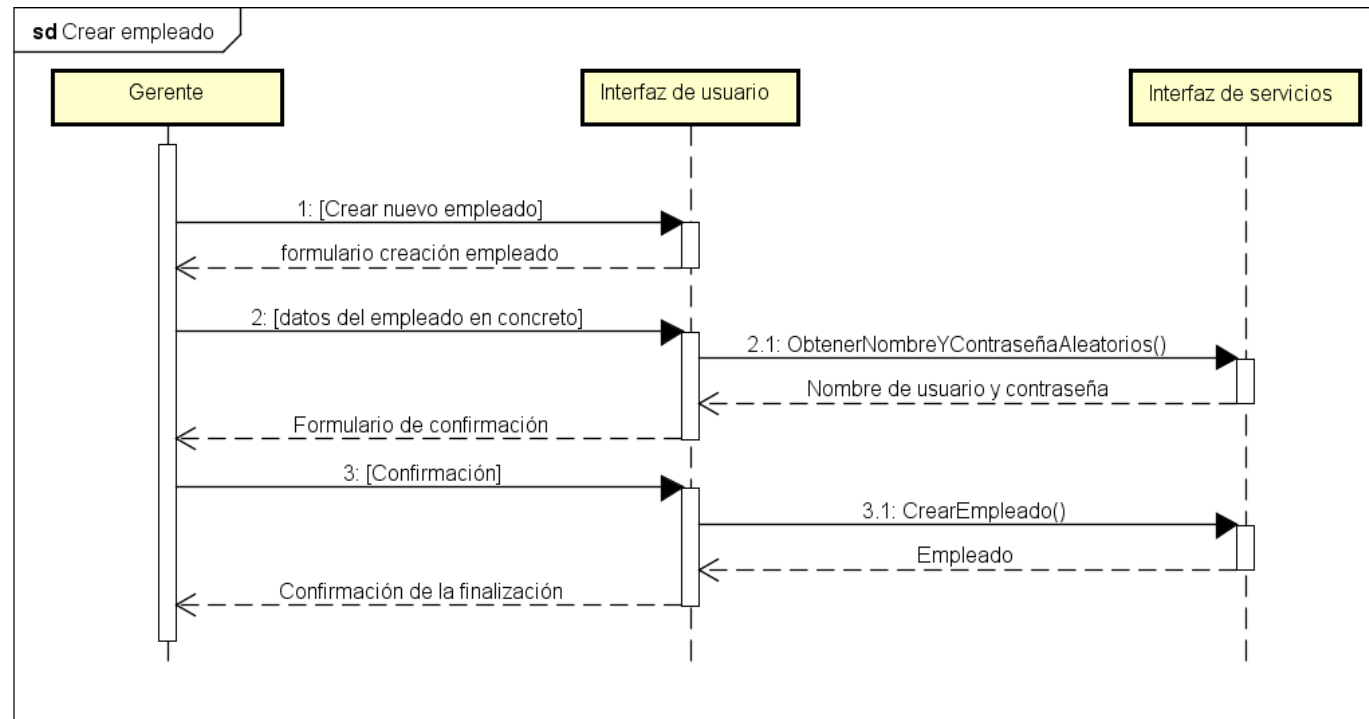 sd Crear empleado
Gerente
Interfaz de usuario
Interfaz de servicios
1: [Crear nuevo empleado]
formulario creación empleado
2: [datos del empleado en concreto]
2.1: ObtenerNombreYContraseñaAleatorios()
Nombre de usuario y contraseña
Formulario de confirmación
3: [Confirmación]
3.1: CrearEmpleado()
Empleado
Confirmación de la finalización